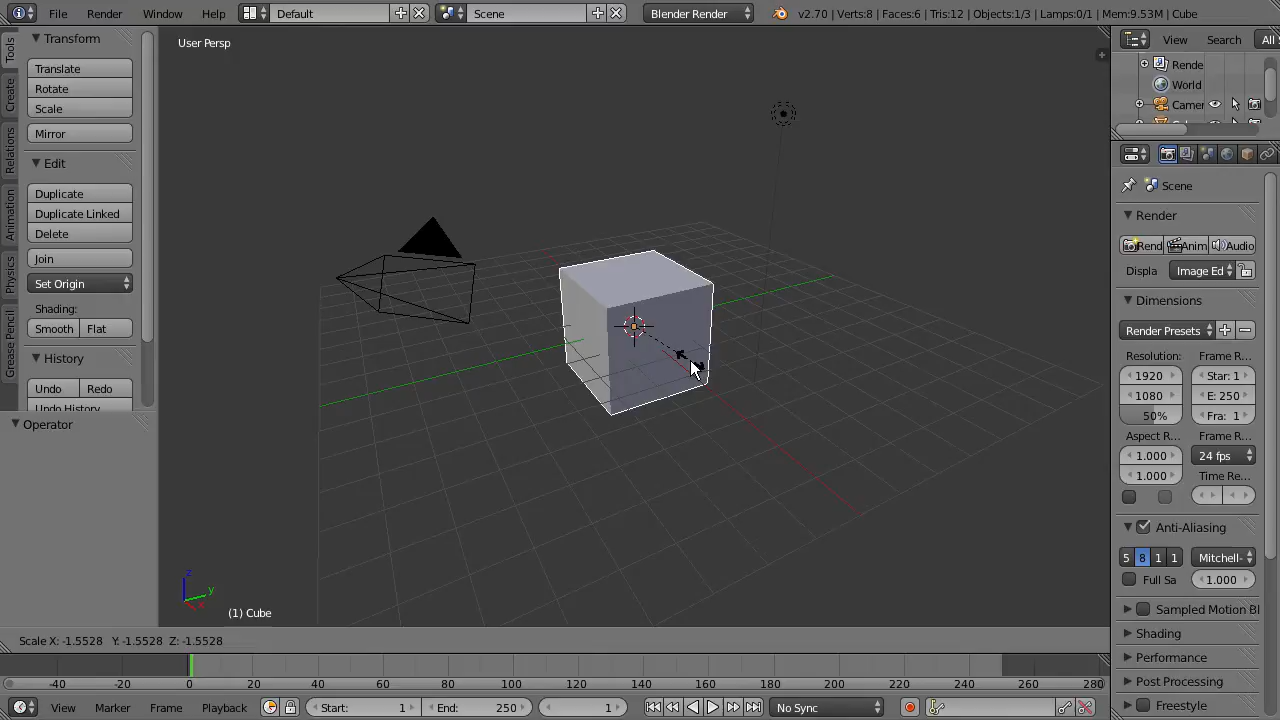 File Render Window Help Default Scene Blender Render v2.70 | Verts:8 | Faces:6 | Tris:12 | Objects:1/3 | Lamps:0/1 | Mem:9.53M | Cube
Tools
Create
Relations
Animation
Physics
Grease Pencil
Transform
Translate
Rotate
Scale
Mirror
Edit
Duplicate
Duplicate Linked
Delete
Join
Set Origin
Shading:
Smooth Flat
History
Undo Redo
Undo History
Operator
User Persp
z
y
x
(1) Cube
Scale X: -1.5528 Y: -1.5528 Z: -1.5528
View Search All S
Rende
World
Camer
Scene
Render
Rend Anim Audio
Displa Image Ed
Dimensions
Render Presets
Resolution: Frame R...
1920 Star: 1
1080 E: 250
50% Fra: 1
Aspect R... Frame R...
1.000 24 fps
1.000 Time Re...
Anti-Aliasing
5 8 1 1 Mitchell-
Full Sa 1.000
Sampled Motion Bl
Shading
Performance
Post Processing
Freestyle
-40 -20 0 20 40 60 80 100 120 140 160 180 200 220 240 260 280
View Marker Frame Playback Start: 1 End: 250 1 No Sync